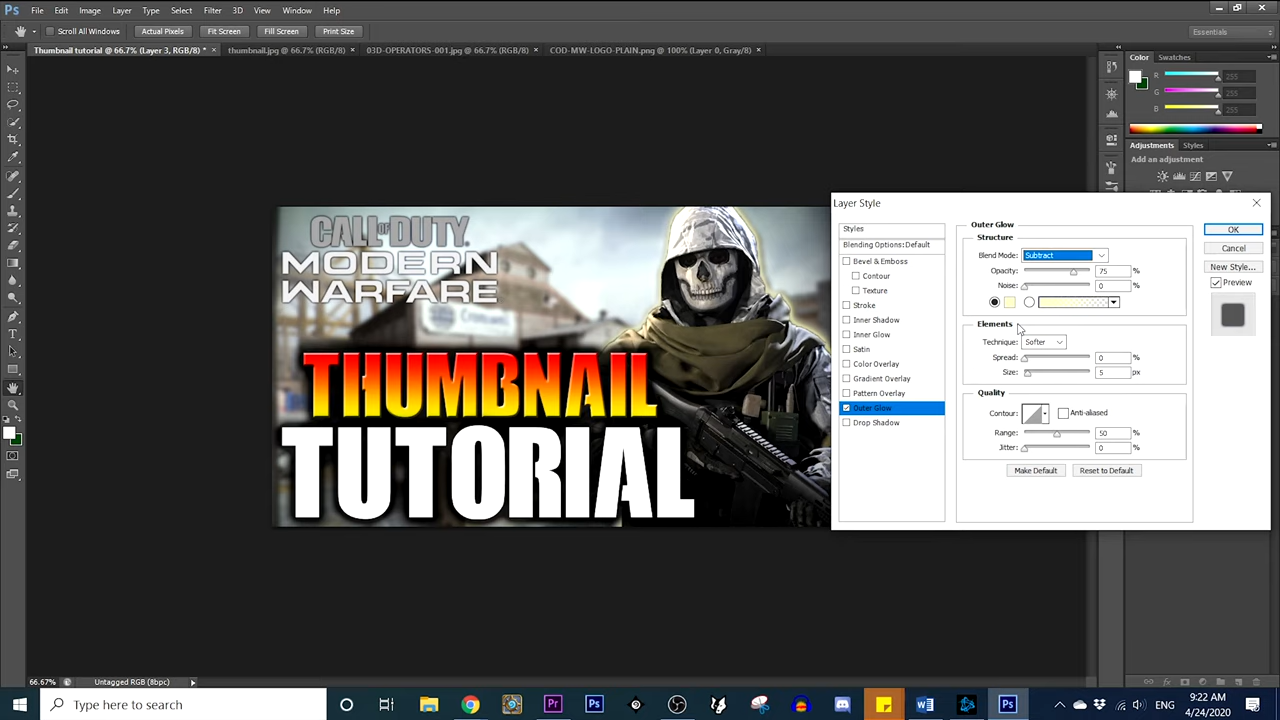 Ps File Edit Image Layer Type Select Filter 3D View Window Help
Scroll All Windows Actual Pixels Fit Screen Fill Screen Print Size Essentials
Thumbnail tutorial @ 66.7% (Layer 3, RGB/8) * × thumbnail.jpg @ 66.7% (RGB/8) × 03D-OPERATORS-001.jpg @ 66.7% (RGB/8) × COD-MW-LOGO-PLAIN.png @ 100% (Layer 0, Gray/8) ×
Color Swatches
R 255
G 255
B 255
Adjustments Styles
Add an adjustment
CALL OF DUTY
MODERN
WARFARE
THUMBNAIL
TUTORIAL
Layer Style
Styles
Blending Options: Default
Bevel & Emboss
Contour
Texture
Stroke
Inner Shadow
Inner Glow
Satin
Color Overlay
Gradient Overlay
Pattern Overlay
Outer Glow
Drop Shadow
Outer Glow
Structure
Blend Mode: Subtract
Opacity: 75 %
Noise: 0 %
Elements
Technique: Softer
Spread: 0 %
Size: 5 px
Quality
Contour: Anti-aliased
Range: 50 %
Jitter: 0 %
Make Default Reset to Default
OK
Cancel
New Style...
Preview
66.67% Untagged RGB (8bpc)
Type here to search
Pr Ps W Ps
ENG
9:22 AM
4/24/2020